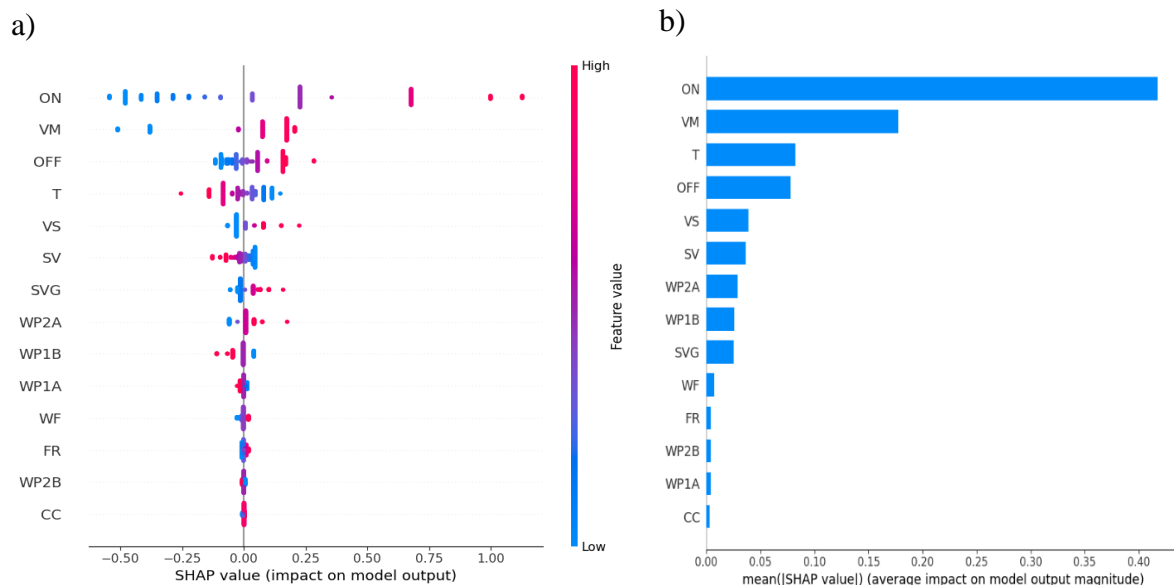 a)
High
ON
VM
OFF
T
VS
SV
SVG
WP2A
WP1B
WP1A
WF
FR
WP2B
CC
Feature value
Low
−0.50 −0.25 0.00 0.25 0.50 0.75 1.00
SHAP value (impact on model output)
b)
ON
VM
T
OFF
VS
SV
WP2A
WP1B
SVG
WF
FR
WP2B
WP1A
CC
0.00 0.05 0.10 0.15 0.20 0.25 0.30 0.35 0.40
mean(|SHAP value|) (average impact on model output magnitude)